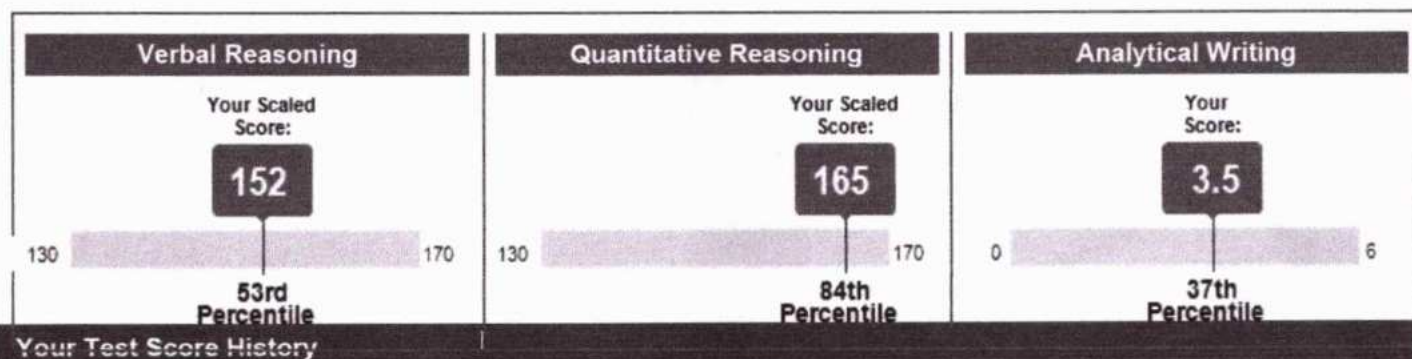 Verbal Reasoning
Your Scaled
Score:
152
130
170
53rd
Percentile
Quantitative Reasoning
Your Scaled
Score:
165
130
170
84th
Percentile
Analytical Writing
Your
Score:
3.5
0
6
37th
Percentile
Your Test Score History